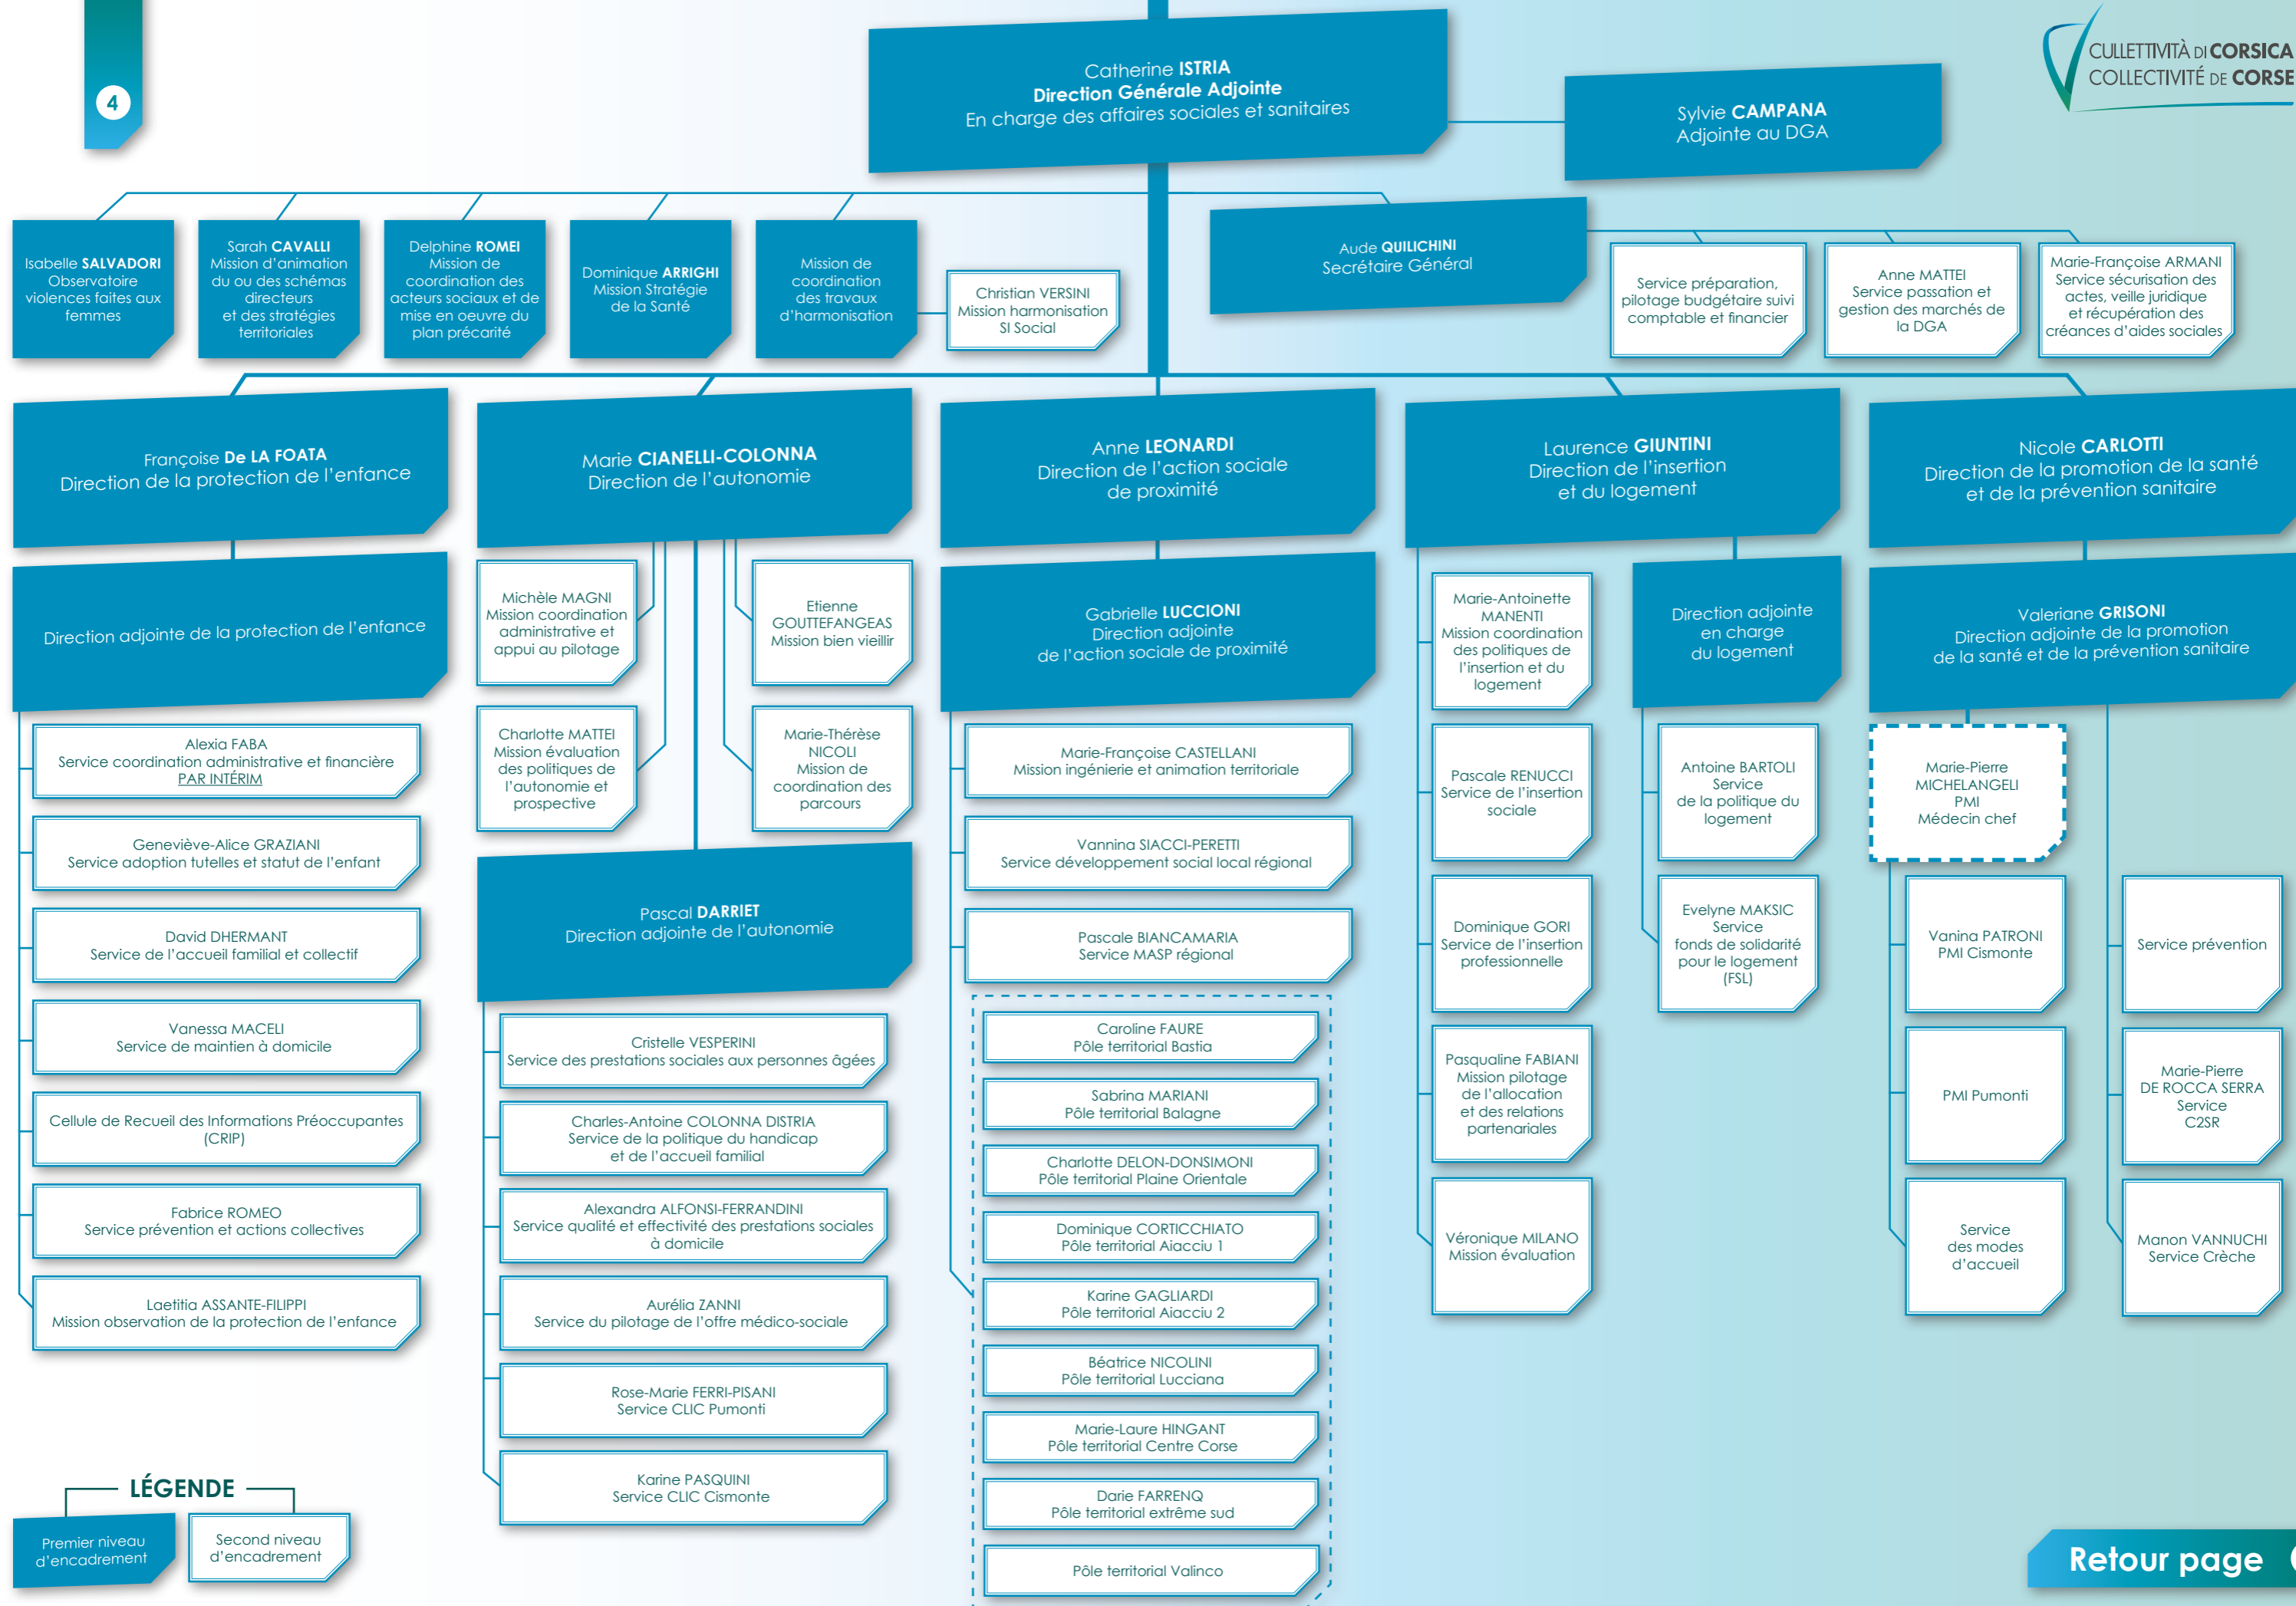 4
Catherine ISTRIA
Direction Générale Adjointe
En charge des affaires sociales et sanitaires
Sylvie CAMPANA
Adjointe au DGA
CULLETTIVITÀ DI CORSICA
COLLECTIVITÉ DE CORSE
Isabelle SALVADORI
Observatoire
violences faites aux
femmes
Sarah CAVALLI
Mission d'animation
du ou des schémas
directeurs
et des stratégies
territoriales
Delphine ROMEI
Mission de
coordination des
acteurs sociaux et de
mise en oeuvre du
plan précarité
Dominique ARRIGHI
Mission Stratégie
de la Santé
Mission de
coordination
des travaux
d'harmonisation
Christian VERSINI
Mission harmonisation
SI Social
Aude QUILICHINI
Secrétaire Général
Service préparation,
pilotage budgétaire suivi
comptable et financier
Anne MATTEI
Service passation et
gestion des marchés de
la DGA
Marie-Françoise ARMANI
Service sécurisation des
actes, veille juridique
et récupération des
créances d'aides sociales
Françoise De LA FOATA
Direction de la protection de l'enfance
Direction adjointe de la protection de l'enfance
Alexia FABA
Service coordination administrative et financière
PAR INTÉRIM
Geneviève-Alice GRAZIANI
Service adoption tutelles et statut de l'enfant
David DHERMANT
Service de l'accueil familial et collectif
Vanessa MACELI
Service de maintien à domicile
Cellule de Recueil des Informations Préoccupantes
(CRIP)
Fabrice ROMEO
Service prévention et actions collectives
Laetitia ASSANTE-FILIPPI
Mission observation de la protection de l'enfance
Marie CIANELLI-COLONNA
Direction de l'autonomie
Michèle MAGNI
Mission coordination
administrative et
appui au pilotage
Etienne
GOUTTEFANGEAS
Mission bien vieillir
Charlotte MATTEI
Mission évaluation
des politiques de
l'autonomie et
prospective
Marie-Thérèse
NICOLI
Mission de
coordination des
parcours
Pascal DARRIET
Direction adjointe de l'autonomie
Cristelle VESPERINI
Service des prestations sociales aux personnes âgées
Charles-Antoine COLONNA DISTRIA
Service de la politique du handicap
et de l'accueil familial
Alexandra ALFONSI-FERRANDINI
Service qualité et effectivité des prestations sociales
à domicile
Aurélia ZANNI
Service du pilotage de l'offre médico-sociale
Rose-Marie FERRI-PISANI
Service CLIC Pumonti
Karine PASQUINI
Service CLIC Cismonte
Anne LEONARDI
Direction de l'action sociale
de proximité
Gabrielle LUCCIONI
Direction adjointe
de l'action sociale de proximité
Marie-Françoise CASTELLANI
Mission ingénierie et animation territoriale
Vannina SIACCI-PERETTI
Service développement social local régional
Pascale BIANCAMARIA
Service MASP régional
Caroline FAURE
Pôle territorial Bastia
Sabrina MARIANI
Pôle territorial Balagne
Charlotte DELON-DONSIMONI
Pôle territorial Plaine Orientale
Dominique CORTICCHIATO
Pôle territorial Aiacciu 1
Karine GAGLIARDI
Pôle territorial Aiacciu 2
Béatrice NICOLINI
Pôle territorial Lucciana
Marie-Laure HINGANT
Pôle territorial Centre Corse
Darie FARRENQ
Pôle territorial extrême sud
Pôle territorial Valinco
Laurence GIUNTINI
Direction de l'insertion
et du logement
Marie-Antoinette
MANENTI
Mission coordination
des politiques de
l'insertion et du
logement
Pascale RENUCCI
Service de l'insertion
sociale
Dominique GORI
Service de l'insertion
professionnelle
Pasqualine FABIANI
Mission pilotage
de l'allocation
et des relations
partenariales
Véronique MILANO
Mission évaluation
Direction adjointe
en charge
du logement
Antoine BARTOLI
Service
de la politique du
logement
Evelyne MAKSIC
Service
fonds de solidarité
pour le logement
(FSL)
Nicole CARLOTTI
Direction de la promotion de la santé
et de la prévention sanitaire
Valeriane GRISONI
Direction adjointe de la promotion
de la santé et de la prévention sanitaire
Marie-Pierre
MICHELANGELI
PMI
Médecin chef
Vanina PATRONI
PMI Cismonte
PMI Pumonti
Service
des modes
d'accueil
Service prévention
Marie-Pierre
DE ROCCA SERRA
Service
C2SR
Manon VANNUCHI
Service Crèche
LÉGENDE
Premier niveau
d'encadrement
Second niveau
d'encadrement
Retour page